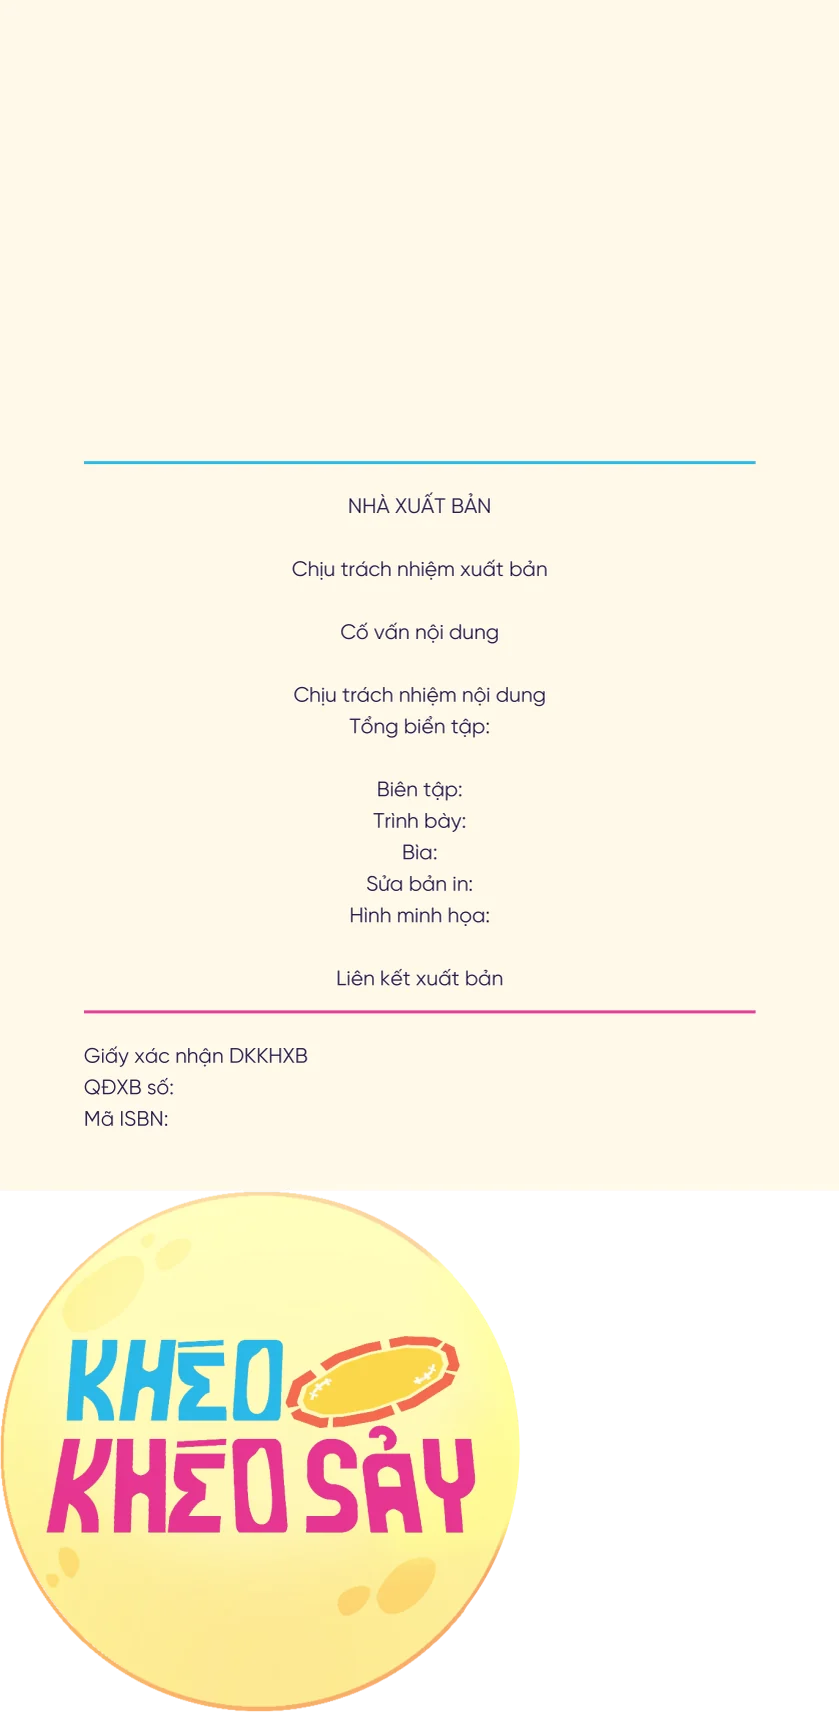 NHÀ XUẤT BẢN
Chịu trách nhiệm xuất bản
Cố vấn nội dung
Chịu trách nhiệm nội dung
Tổng biển tập:
Biên tập:
Trình bày:
Bìa:
Sửa bản in:
Hình minh họa:
Liên kết xuất bản
Giấy xác nhận DKKHXB
QĐXB số:
Mã ISBN:
KHÉO
KHÉO SẢY